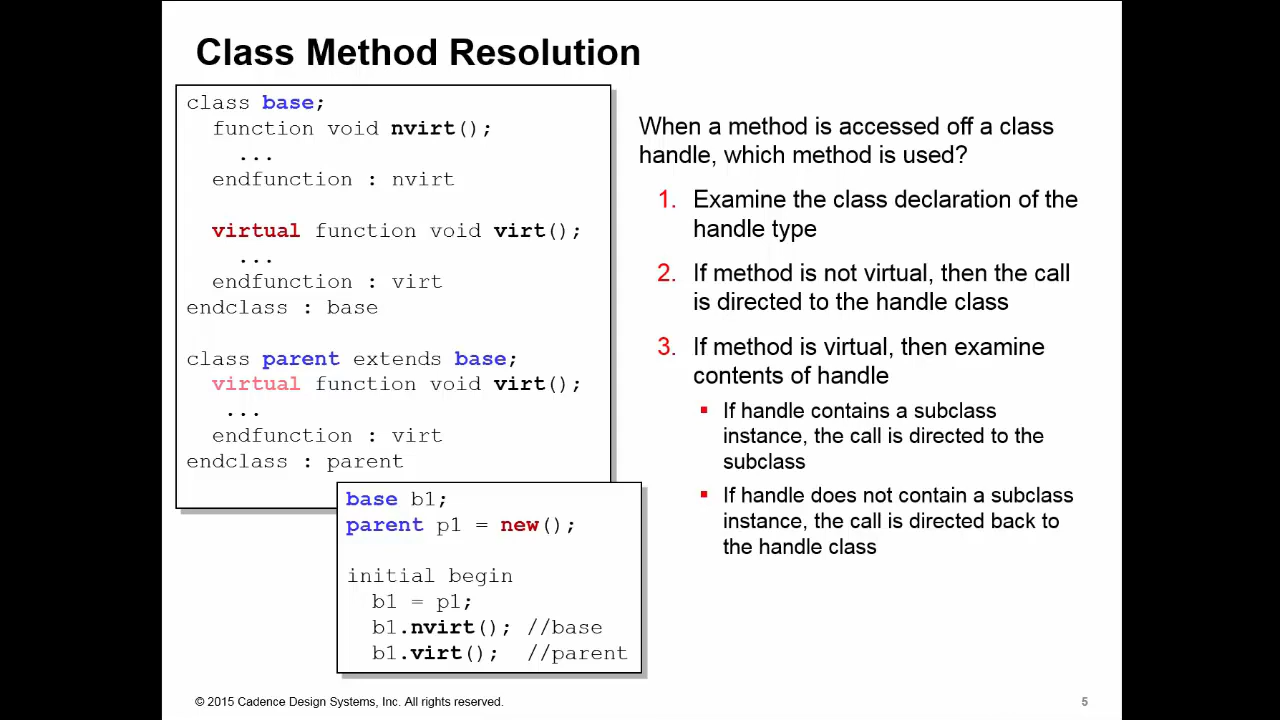 Class Method Resolution
class base;
function void nvirt();
...
endfunction : nvirt
virtual function void virt();
...
endfunction : virt
endclass : base
class parent extends base;
virtual function void virt();
...
endfunction : virt
endclass : parent
base b1;
parent p1 = new();
initial begin
b1 = p1;
b1.nvirt(); //base
b1.virt(); //parent
When a method is accessed off a class
handle, which method is used?
1. Examine the class declaration of the
handle type
2. If method is not virtual, then the call
is directed to the handle class
3. If method is virtual, then examine
contents of handle
▪ If handle contains a subclass
instance, the call is directed to the
subclass
▪ If handle does not contain a subclass
instance, the call is directed back to
the handle class
© 2015 Cadence Design Systems, Inc. All rights reserved.
5